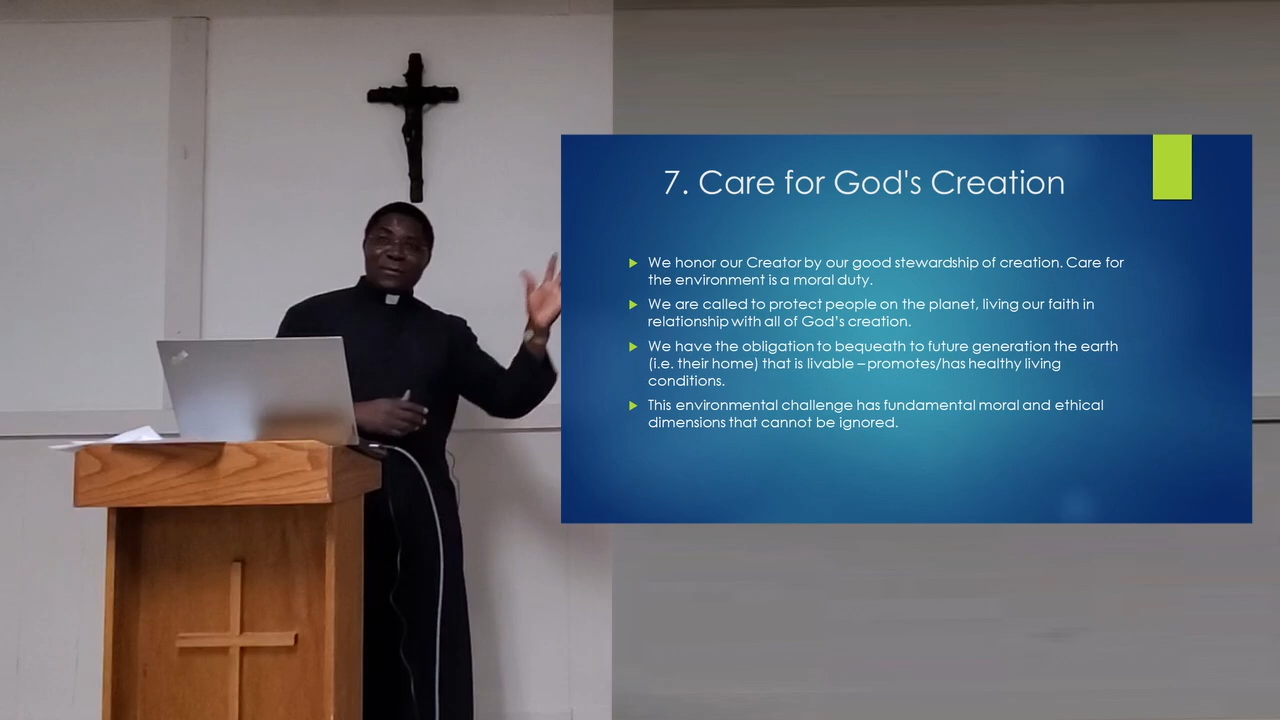 7. Care for God's Creation
We honor our Creator by our good stewardship of creation. Care for
the environment is a moral duty.
We are called to protect people on the planet, living our faith in
relationship with all of God’s creation.
We have the obligation to bequeath to future generation the earth
(i.e. their home) that is livable – promotes/has healthy living
conditions.
This environmental challenge has fundamental moral and ethical
dimensions that cannot be ignored.